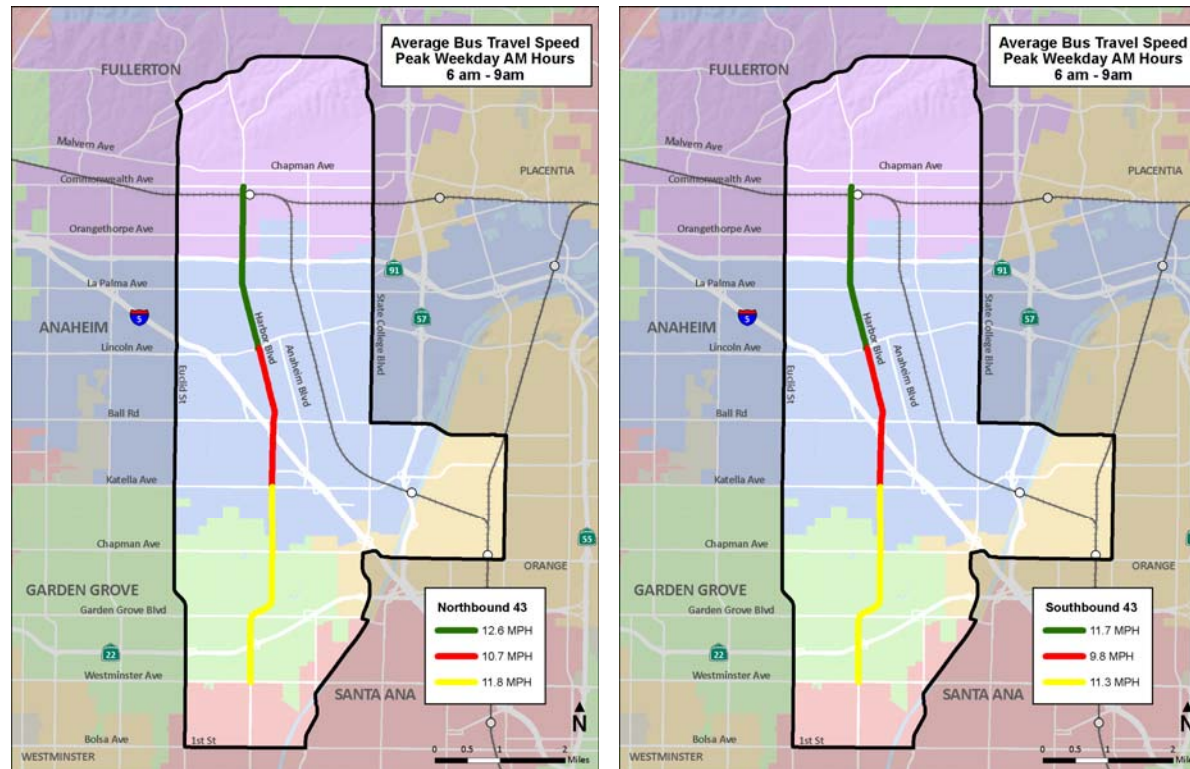 Average Bus Travel Speed
Peak Weekday AM Hours
6 am - 9am
FULLERTON
Malvern Ave
Chapman Ave
PLACENTIA
Commonwealth Ave
Orangethorpe Ave
91
La Palma Ave
State College Blvd
57
ANAHEIM
5
Harbor Blvd
Anaheim Blvd
Lincoln Ave
Euclid St
Ball Rd
Katella Ave
Chapman Ave
55
ORANGE
GARDEN GROVE
Garden Grove Blvd
Northbound 43
12.6 MPH
10.7 MPH
11.8 MPH
22
Westminster Ave
SANTA ANA
N
Bolsa Ave
1st St
WESTMINSTER
0 0.5 1 2
Miles
Average Bus Travel Speed
Peak Weekday AM Hours
6 am - 9am
FULLERTON
Malvern Ave
Chapman Ave
PLACENTIA
Commonwealth Ave
Orangethorpe Ave
91
La Palma Ave
State College Blvd
57
ANAHEIM
5
Harbor Blvd
Anaheim Blvd
Lincoln Ave
Euclid St
Ball Rd
Katella Ave
Chapman Ave
ORANGE
GARDEN GROVE
Garden Grove Blvd
Southbound 43
11.7 MPH
9.8 MPH
11.3 MPH
22
Westminster Ave
SANTA ANA
N
Bolsa Ave
1st St
WESTMINSTER
0 0.5 1 2
Miles